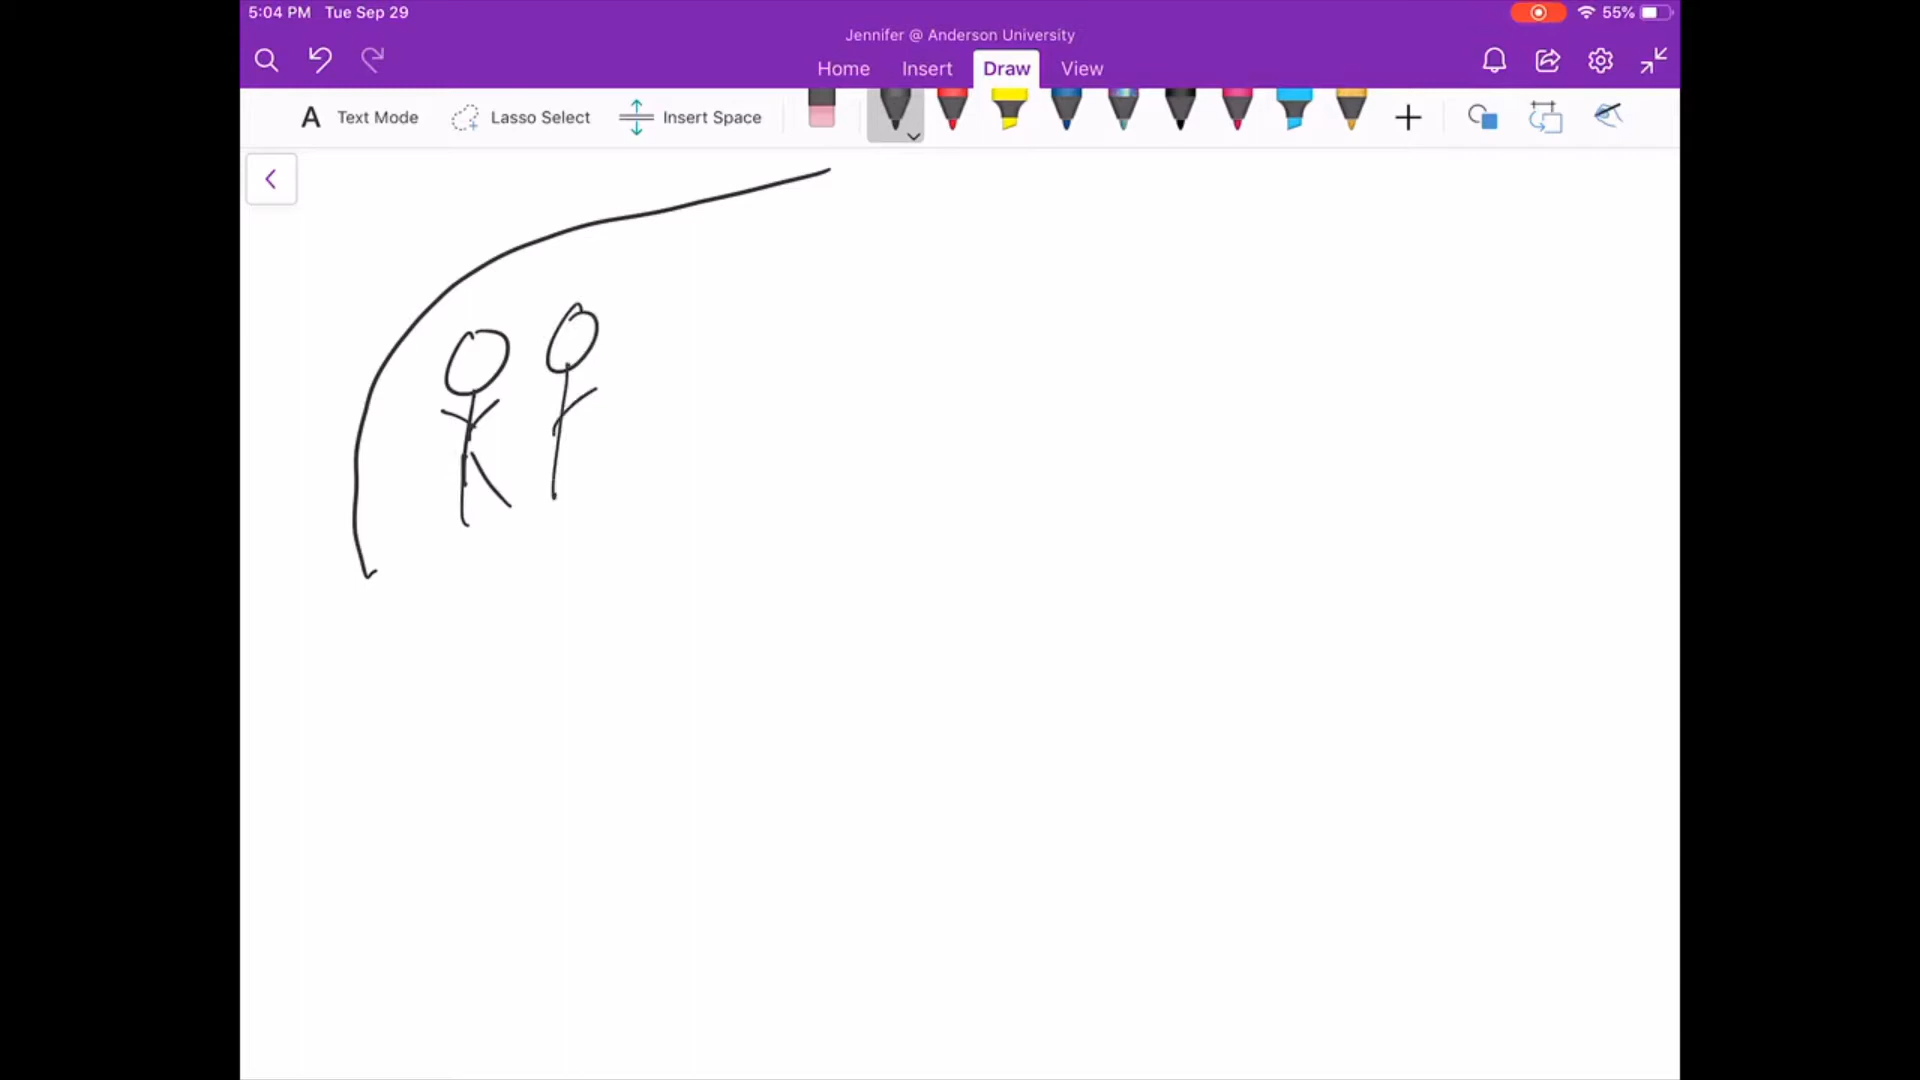 5:04 PM Tue Sep 29
55%
Jennifer @ Anderson University
Home Insert Draw View
A Text Mode Lasso Select Insert Space